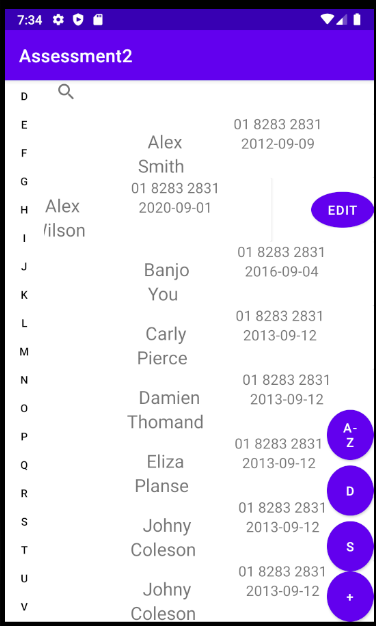 7:34
Assessment2
D
E
F
G
H
I
J
K
L
M
N
O
P
Q
R
S
T
U
V
Alex
Smith
01 8283 2831
2012-09-09
Alex
Vilson
01 8283 2831
2020-09-01
EDIT
Banjo
You
01 8283 2831
2016-09-04
Carly
Pierce
01 8283 2831
2013-09-12
Damien
Thomand
01 8283 2831
2013-09-12
Eliza
Planse
01 8283 2831
2013-09-12
Johny
Coleson
01 8283 2831
2013-09-12
Johny
Coleson
01 8283 2831
2013-09-12
A-
Z
D
S
+